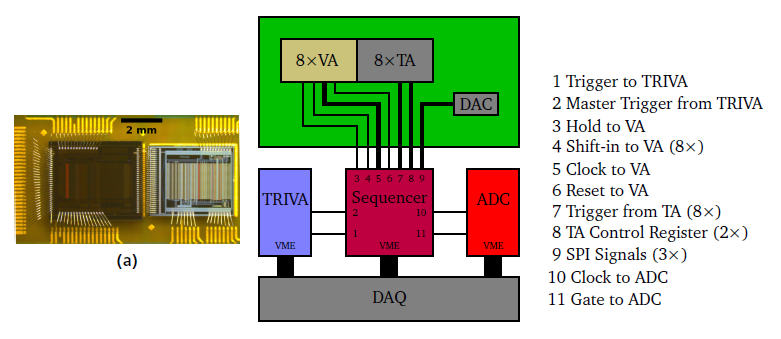 2 mm
(a)
8×VA
8×TA
DAC
3 4 5 6 7 8 9
TRIVA
Sequencer
ADC
2
10
1
11
VME
VME
VME
DAQ
1 Trigger to TRIVA
2 Master Trigger from TRIVA
3 Hold to VA
4 Shift-in to VA (8×)
5 Clock to VA
6 Reset to VA
7 Trigger from TA (8×)
8 TA Control Register (2×)
9 SPI Signals (3×)
10 Clock to ADC
11 Gate to ADC